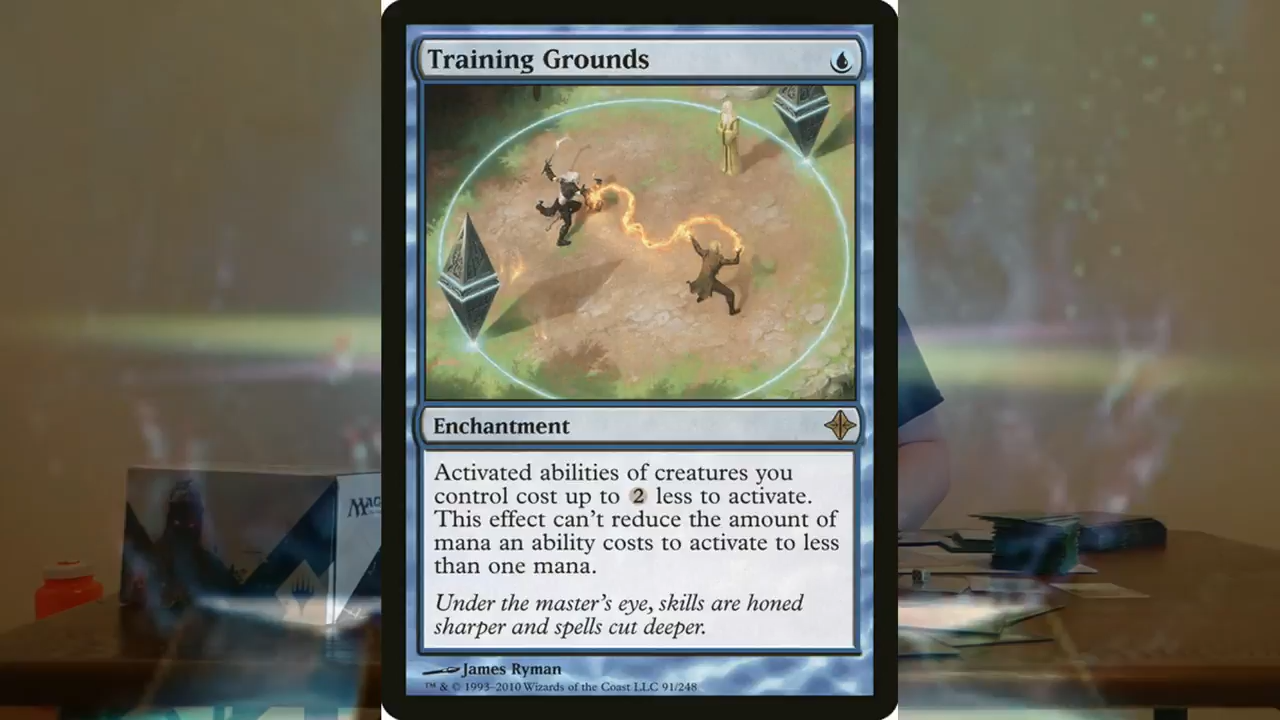 Training Grounds
Enchantment
Activated abilities of creatures you
control cost up to 2 less to activate.
This effect can't reduce the amount of
mana an ability costs to activate to less
than one mana.
Under the master's eye, skills are honed
sharper and spells cut deeper.
James Ryman
™ & © 1993–2010 Wizards of the Coast LLC 91/248